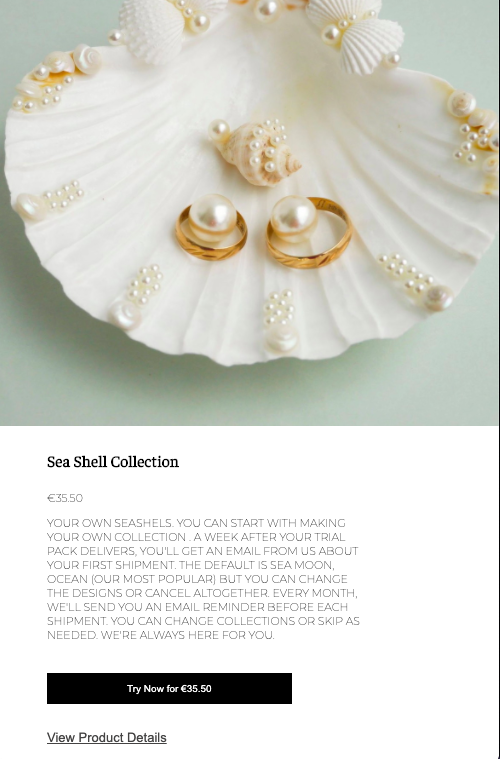 Sea Shell Collection
€35.50
YOUR OWN SEASHELS. YOU CAN START WITH MAKING
YOUR OWN COLLECTION . A WEEK AFTER YOUR TRIAL
PACK DELIVERS, YOU'LL GET AN EMAIL FROM US ABOUT
YOUR FIRST SHIPMENT. THE DEFAULT IS SEA MOON,
OCEAN (OUR MOST POPULAR) BUT YOU CAN CHANGE
THE DESIGNS OR CANCEL ALTOGETHER. EVERY MONTH,
WE'LL SEND YOU AN EMAIL REMINDER BEFORE EACH
SHIPMENT. YOU CAN CHANGE COLLECTIONS OR SKIP AS
NEEDED. WE'RE ALWAYS HERE FOR YOU.
Try Now for €35.50
View Product Details